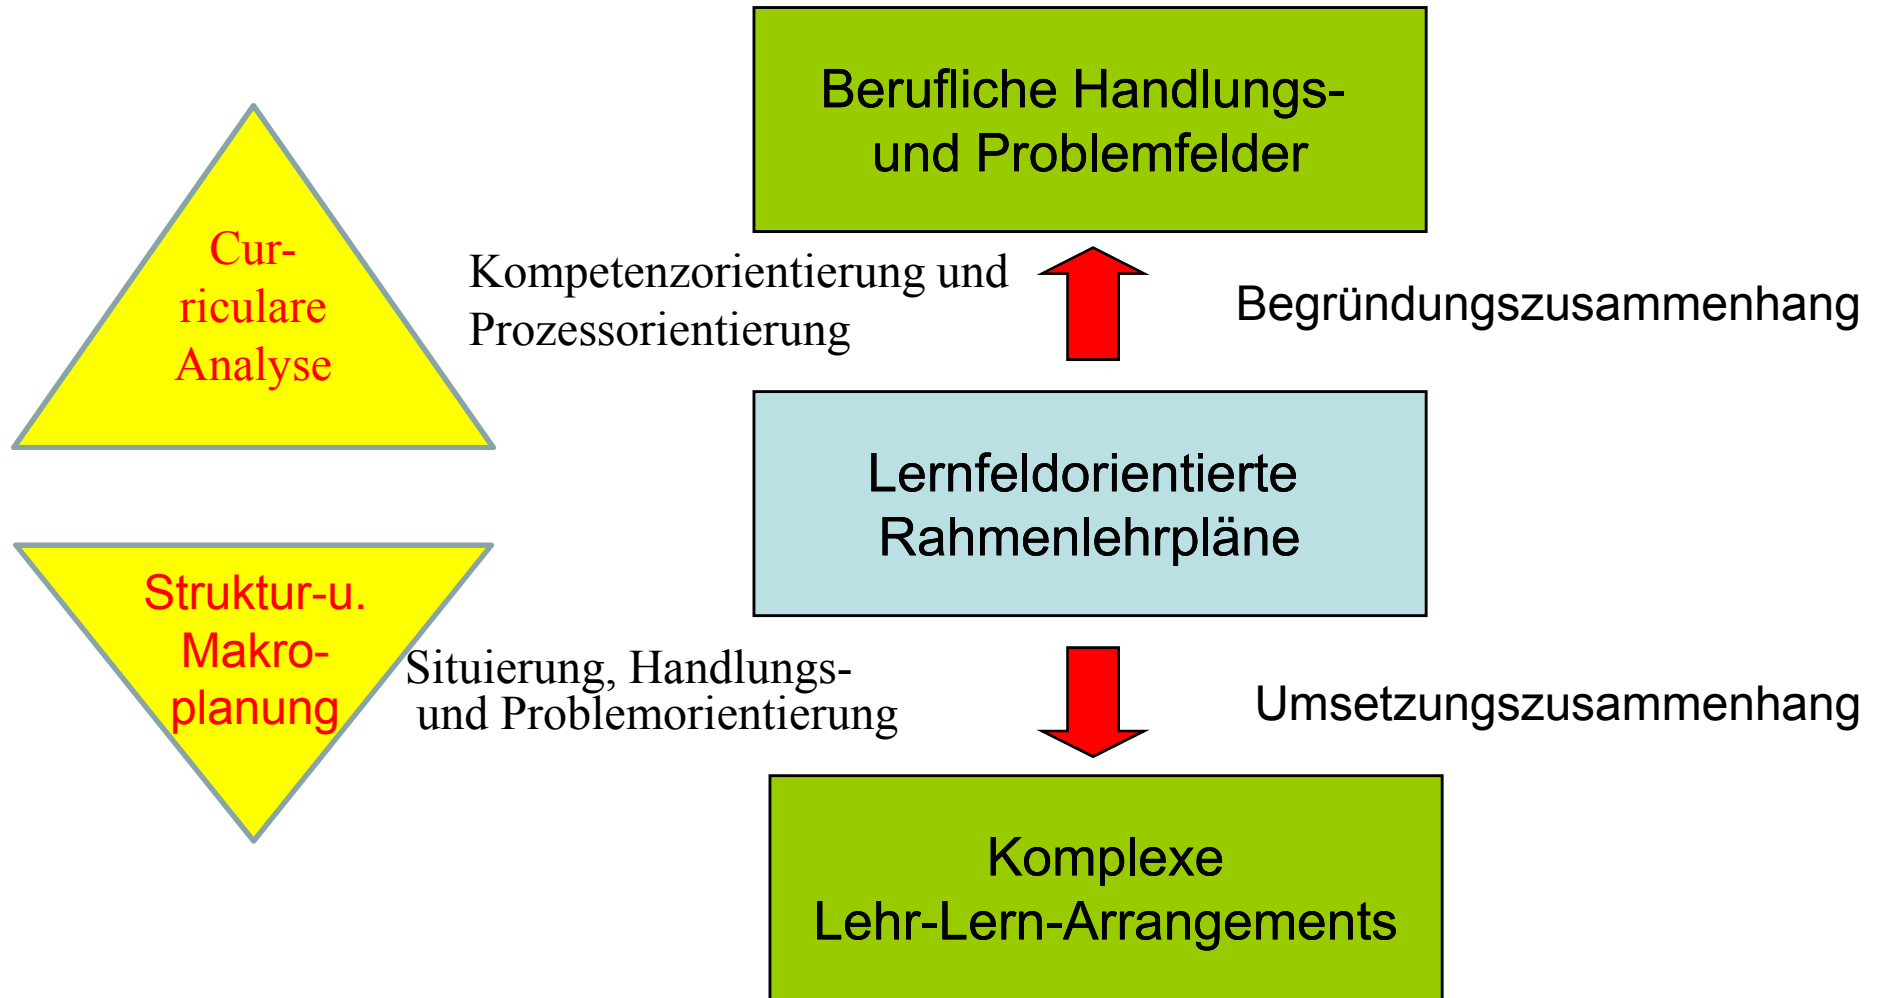 Berufliche Handlungs-
und Problemfelder
Cur-
riculare
Analyse
Kompetenzorientierung und
Prozessorientierung
Begründungszusammenhang
Lernfeldorientierte
Rahmenlehrpläne
Struktur-u.
Makro-
planung
Situierung, Handlungs-
und Problemorientierung
Umsetzungszusammenhang
Komplexe
Lehr-Lern-Arrangements